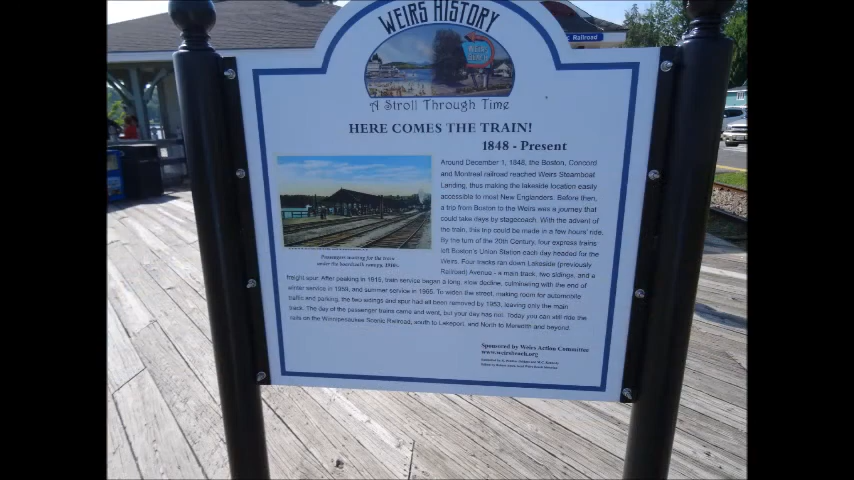 WEIRS HISTORY
Railroad
WEIRS
BEACH
A Stroll Through Time
HERE COMES THE TRAIN!
1848 - Present
Around December 1, 1848, the Boston, Concord
and Montreal railroad reached Weirs Steamboat
Landing, thus making the lakeside location easily
accessible to most New Englanders. Before then,
a trip from Boston to the Weirs was a journey that
could take days by stagecoach. With the advent of
the train, this trip could be made in a few hours' ride.
By the turn of the 20th Century, four express trains
left Boston's Union Station each day headed for the
Weirs. Four tracks ran down Lakeside (previously
Railroad) Avenue - a main track, two sidings, and a
Passengers waiting for the train
under the boardwalk canopy,
freight spur. After peaking in 1915, train service began a long, slow decline, culminating with the end of
winter service in 1958, and summer service in 1965. To widen the street, making room for automobile
traffic and parking, the two sidings and spur had all been removed by 1953, leaving only the main
track. The day of the passenger trains came and went, but your day has not. Today you can still ride the
rails on the Winnipesaukee Scenic Railroad, south to Lakeport, and North to Meredith and beyond.
Sponsored by Weirs Action Committee
www.weirsbeach.org